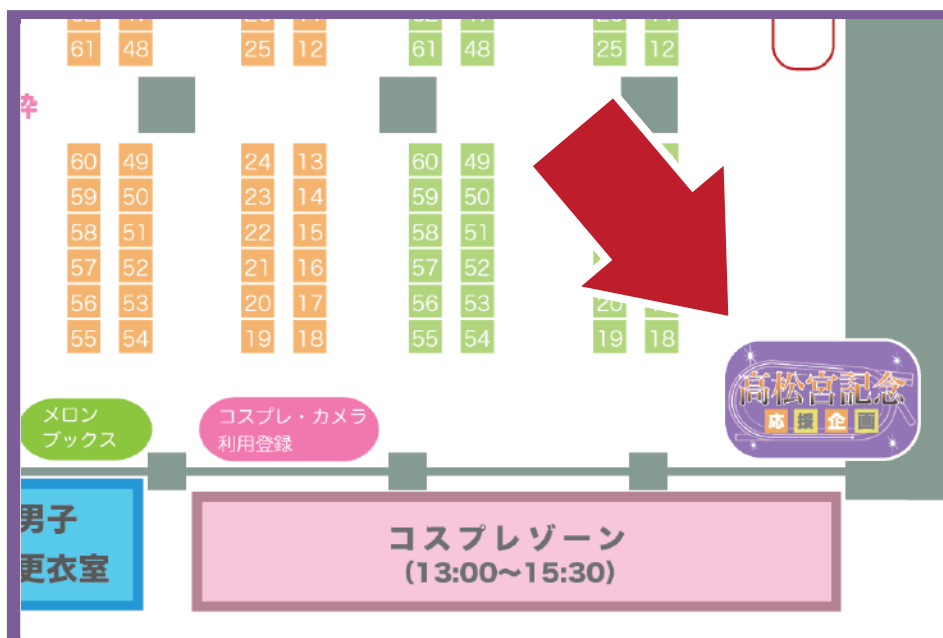 61 48 25 12 61 48 25 12
枠
60 49 24 13 60 49
59 50 23 14 59 50
58 51 22 15 58 51
57 52 21 16 57 52
56 53 20 17 56 53 20
55 54 19 18 55 54 19 18
高松宮記念
応援企画
メロン
ブックス
コスプレ・カメラ
利用登録
男子
更衣室
コスプレゾーン
(13:00〜15:30)